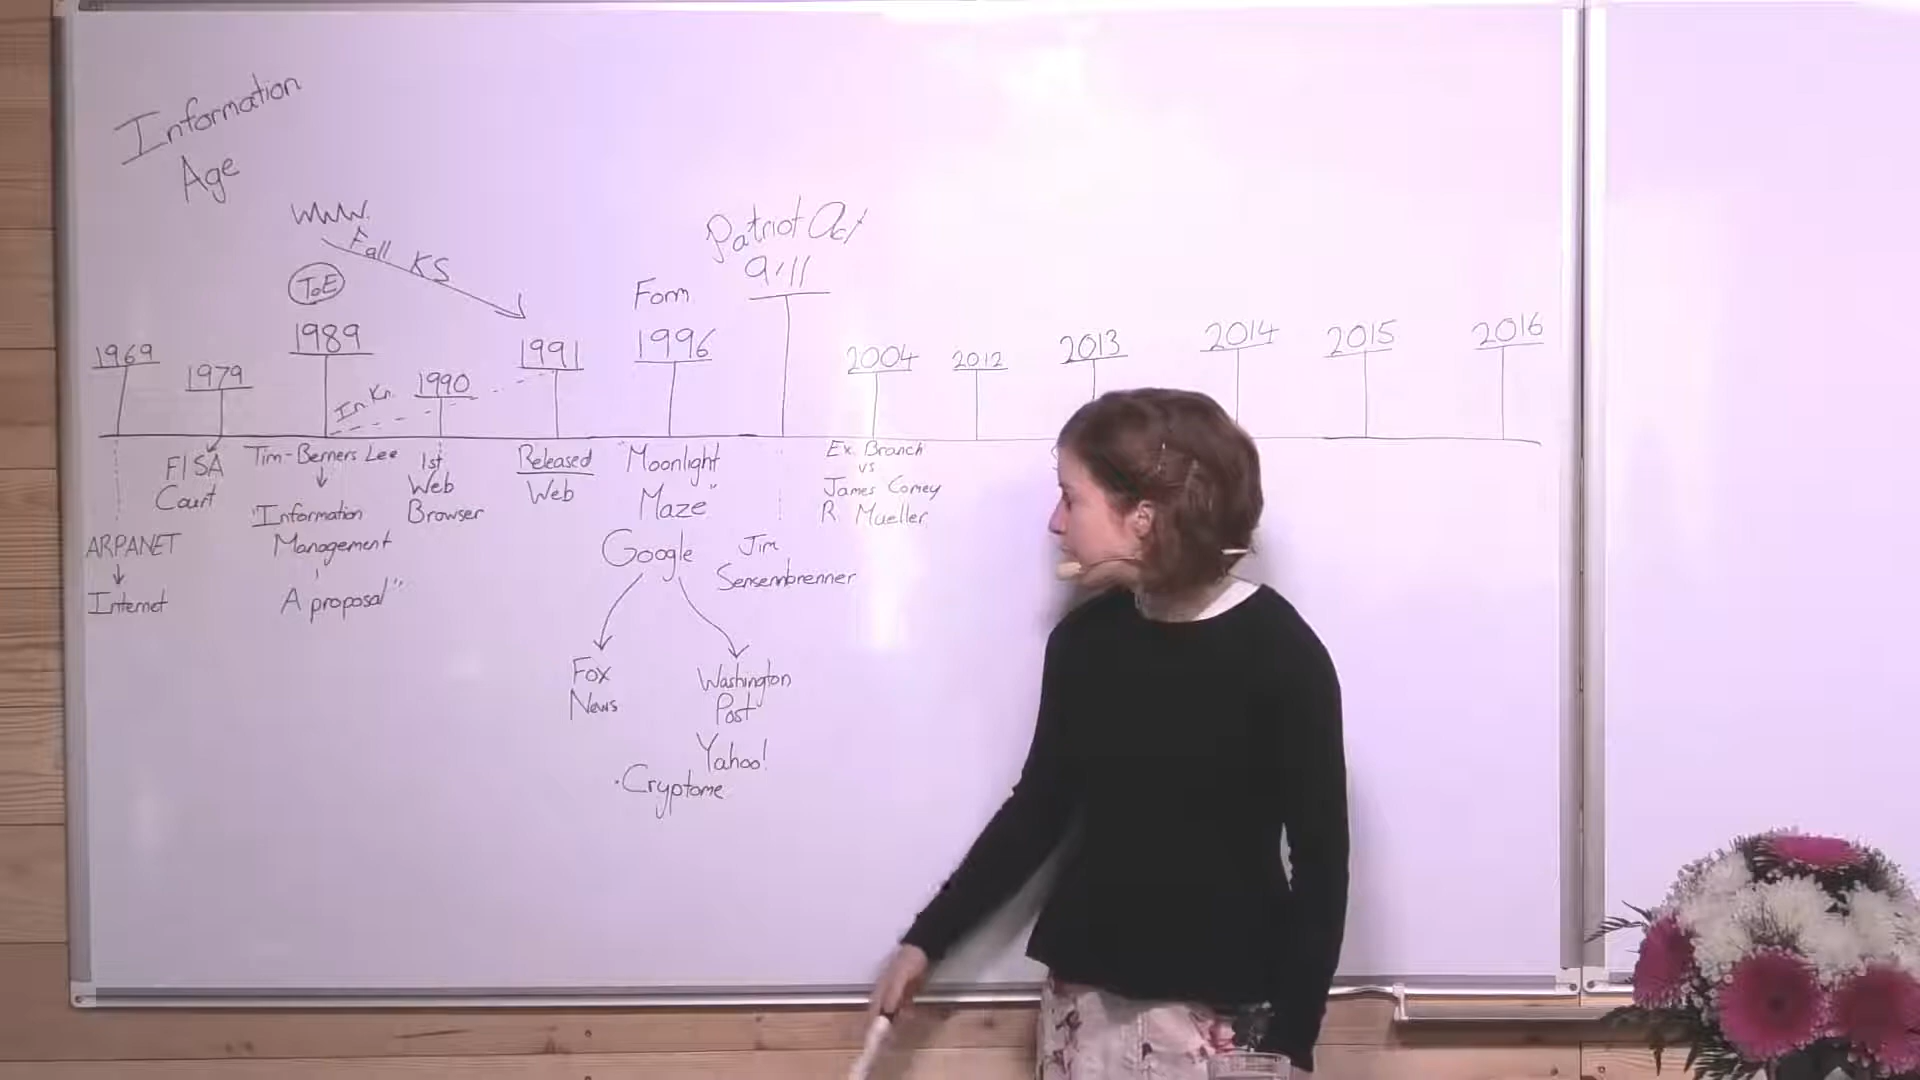 Information
Age
WWW.
Fall KS
ToE
Patriot Act
9/11
Form
1969
1979
1989
In. Kn.
1990
1991
1996
2004
2012
2013
2014
2015
2016
FISA
Court
ARPANET
Internet
Tim-Berners Lee
"Information
Management
A proposal"
1st
Web
Browser
Released
Web
"Moonlight
Maze"
Google
Fox
News
Washington
Post
Yahoo!
·Cryptome
Jim
Sensenbrenner
Ex. Branch
vs
James Comey
R. Mueller